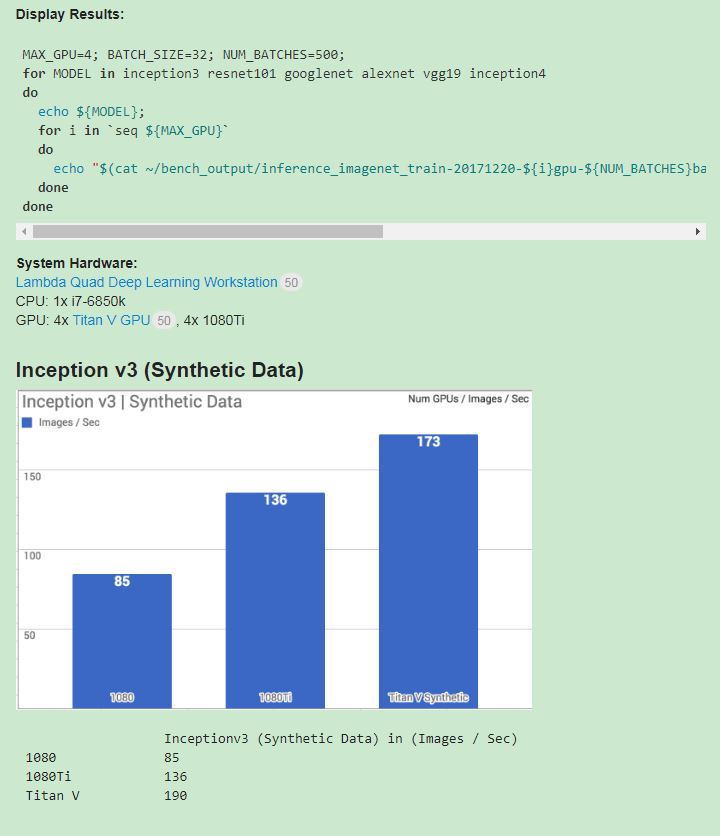 Display Results:
MAX_GPU=4; BATCH_SIZE=32; NUM_BATCHES=500;
for MODEL in inception3 resnet101 googlenet alexnet vgg19 inception4
do
echo ${MODEL};
for i in `seq ${MAX_GPU}`
do
echo "$(cat ~/bench_output/inference_imagenet_train-20171220-${i}gpu-${NUM_BATCHES}ba
done
done
System Hardware:
Lambda Quad Deep Learning Workstation 50
CPU: 1x i7-6850k
GPU: 4x Titan V GPU 50 , 4x 1080Ti
Inception v3 (Synthetic Data)
Inception v3 | Synthetic Data
Num GPUs / Images / Sec
Images / Sec
173
150
136
100
85
50
1080
1080Ti
Titan V Synthetic
Inceptionv3 (Synthetic Data) in (Images / Sec)
1080 85
1080Ti 136
Titan V 190